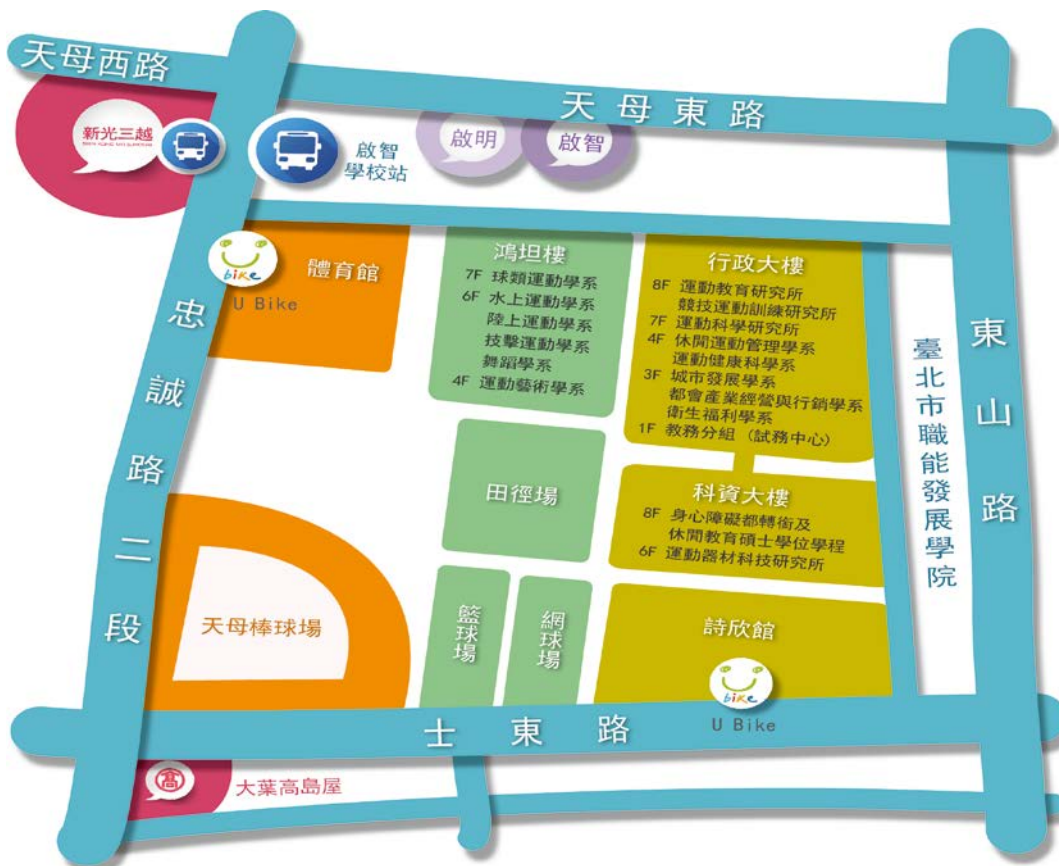 天母西路
天母東路
新光三越
啟智
學校站
啟明
啟智
bike
U Bike
體育館
鴻坦樓
7F 球類運動學系
6F 水上運動學系
陸上運動學系
技擊運動學系
舞蹈學系
4F 運動藝術學系
行政大樓
8F 運動教育研究所
競技運動訓練研究所
7F 運動科學研究所
4F 休閒運動管理學系
運動健康科學系
3F 城市發展學系
都會產業經營與行銷學系
衛生福利學系
1F 教務分組 (試務中心)
忠誠路二段
東山路
臺北市職能發展學院
田徑場
科資大樓
8F 身心障礙都轉銜及
休閒教育碩士學位學程
6F 運動器材科技研究所
天母棒球場
籃球場
網球場
詩欣館
bike
U Bike
士東路
高
大葉高島屋